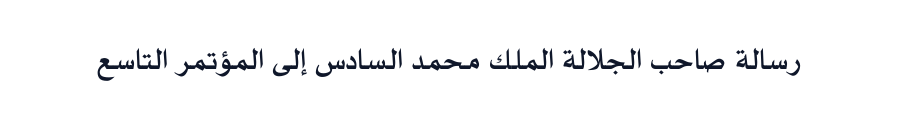 رسالة صاحب الجلالة الملك محمد السادس إلى المؤتمر التاسع